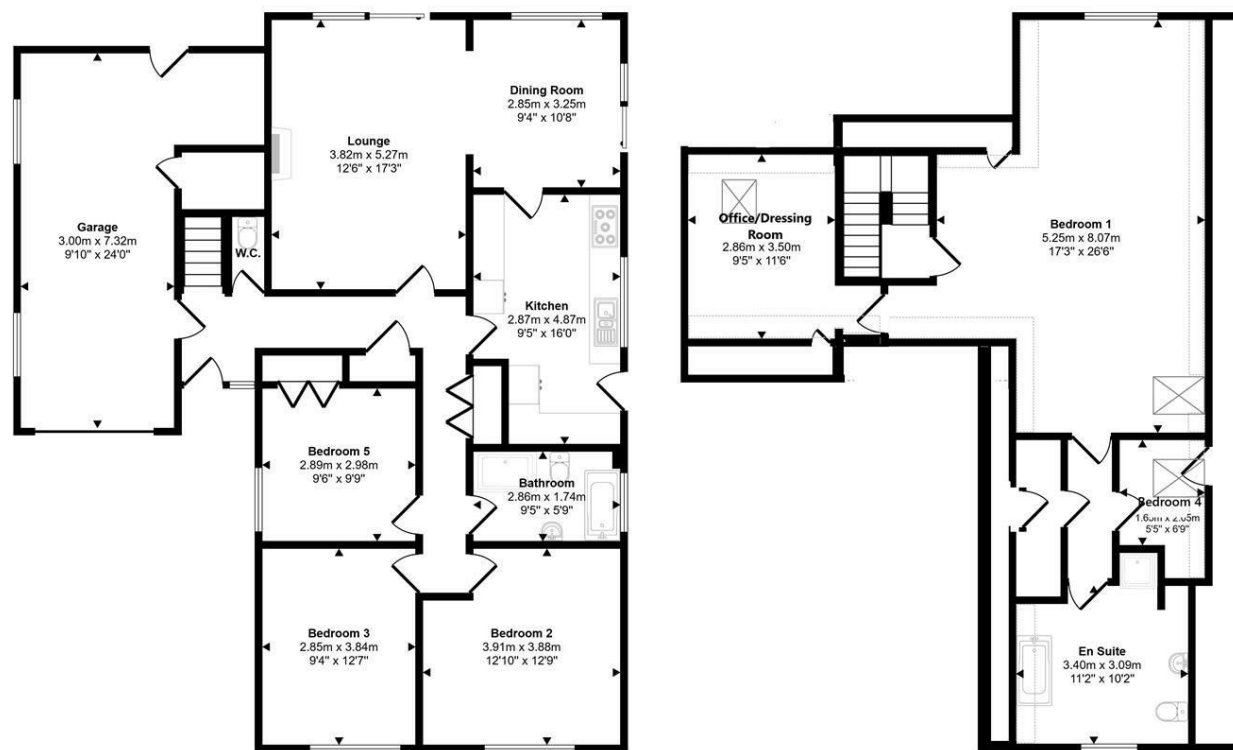 Garage
3.00m x 7.32m
9'10" x 24'0"
W.C.
Lounge
3.82m x 5.27m
12'6" x 17'3"
Dining Room
2.85m x 3.25m
9'4" x 10'8"
Kitchen
2.87m x 4.87m
9'5" x 16'0"
Bedroom 5
2.89m x 2.98m
9'6" x 9'9"
Bathroom
2.86m x 1.74m
9'5" x 5'9"
Bedroom 3
2.85m x 3.84m
9'4" x 12'7"
Bedroom 2
3.91m x 3.88m
12'10" x 12'9"
Office/Dressing
Room
2.86m x 3.50m
9'5" x 11'6"
Bedroom 1
5.25m x 8.07m
17'3" x 26'6"
Bedroom 4
1.65m x 2.05m
5'5" x 6'9"
En Suite
3.40m x 3.09m
11'2" x 10'2"